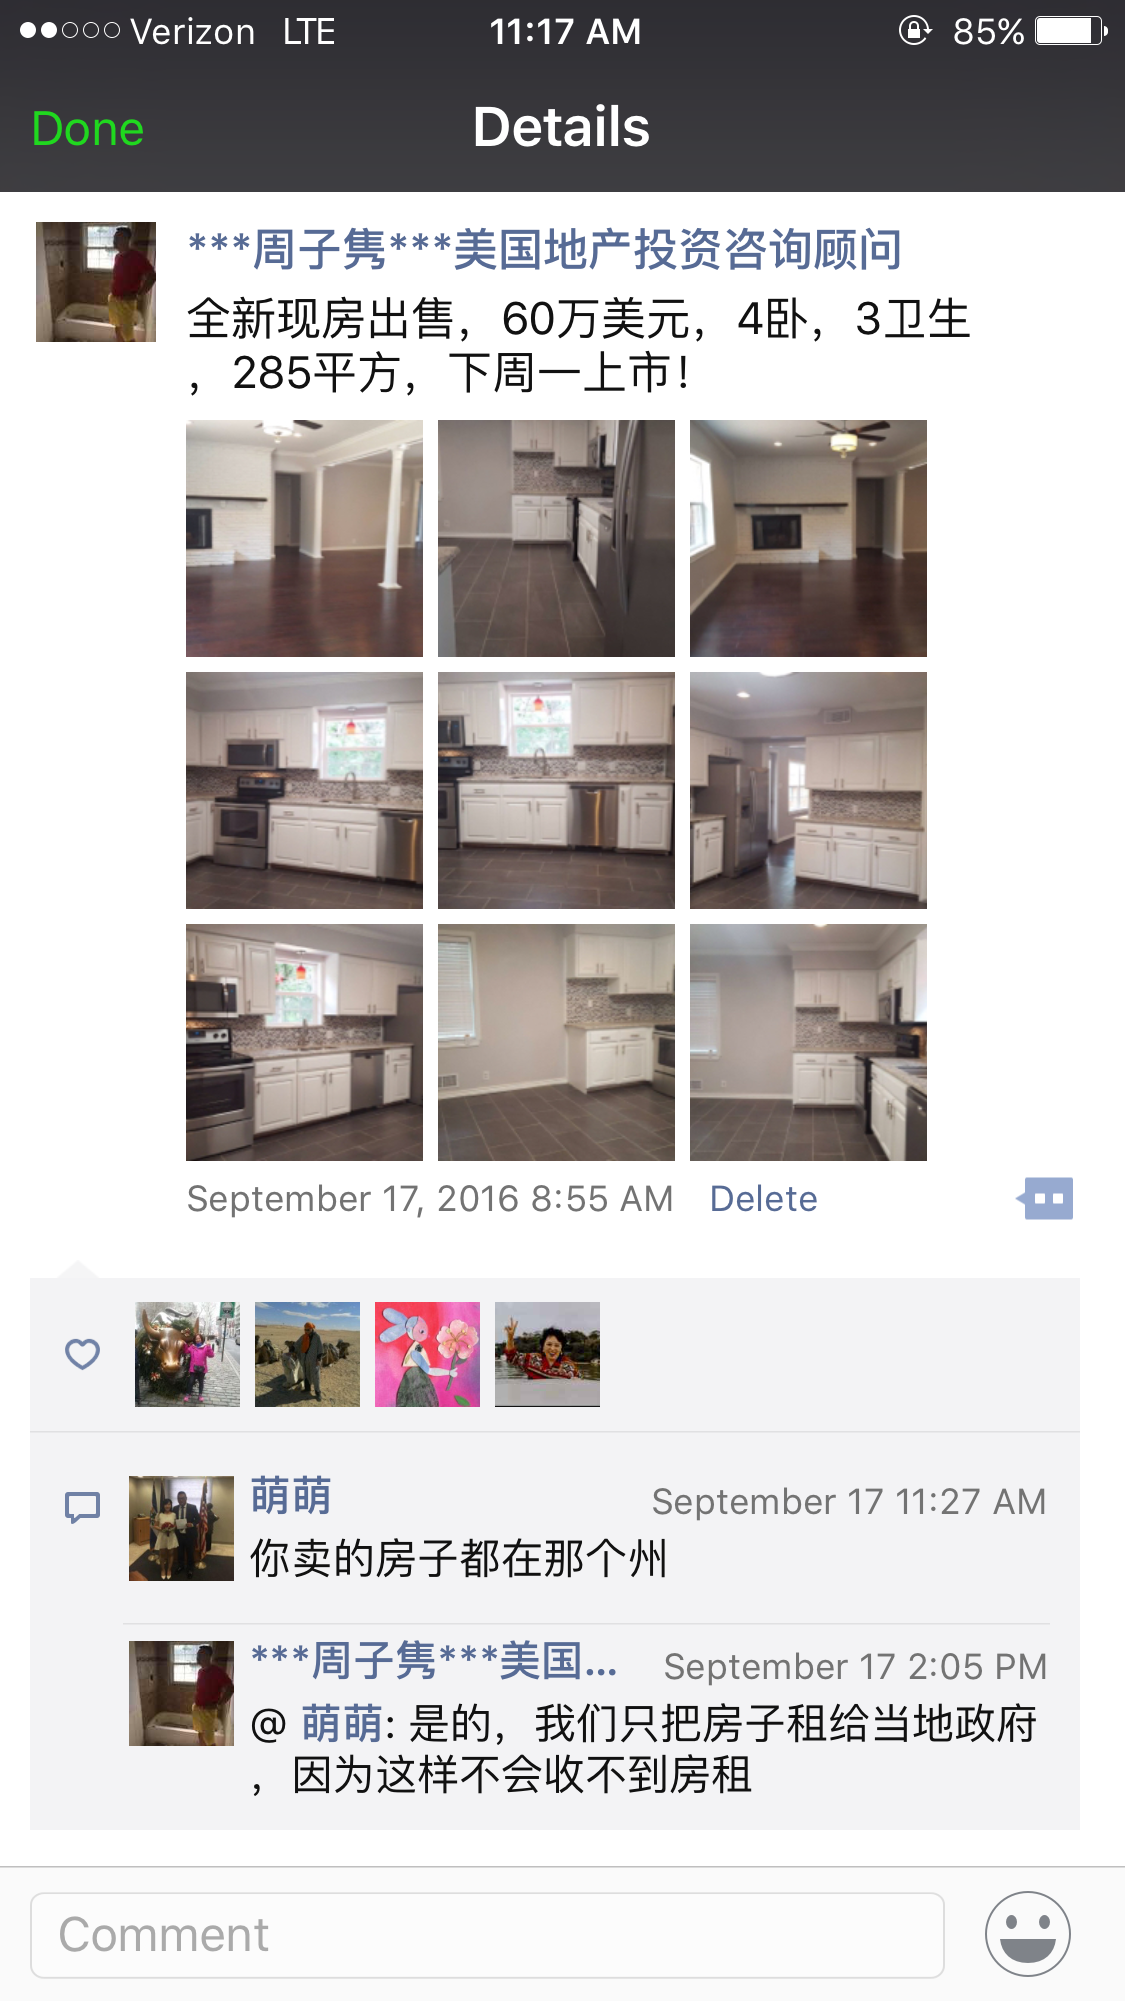 Verizon LTE 11:17 AM 85%
Done Details
***周子隽***美国地产投资咨询顾问
全新现房出售，60万美元，4卧，3卫生
，285平方，下周一上市！
September 17, 2016 8:55 AM Delete
萌萌 September 17 11:27 AM
你卖的房子都在那个州
***周子隽***美国... September 17 2:05 PM
@ 萌萌: 是的，我们只把房子租给当地政府
，因为这样不会收不到房租
Comment